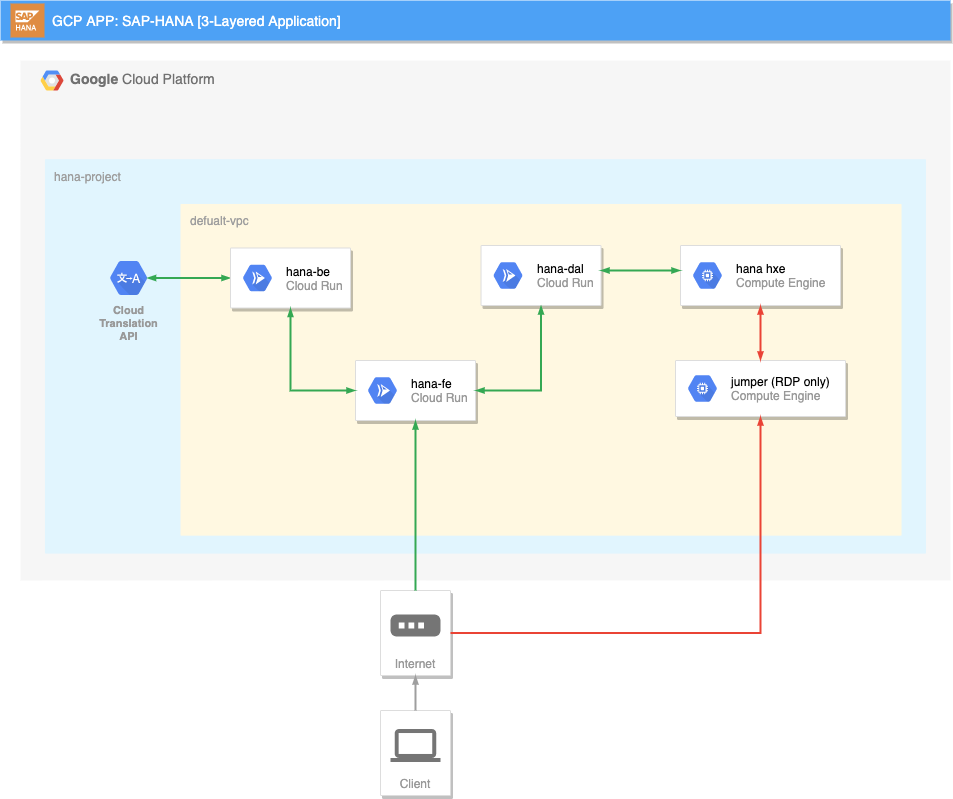 SAP
HANA
GCP APP: SAP-HANA [3-Layered Application]
Google Cloud Platform
hana-project
defualt-vpc
文→A
Cloud
Translation
API
hana-be
Cloud Run
hana-dal
Cloud Run
hana hxe
Compute Engine
hana-fe
Cloud Run
jumper (RDP only)
Compute Engine
Internet
Client